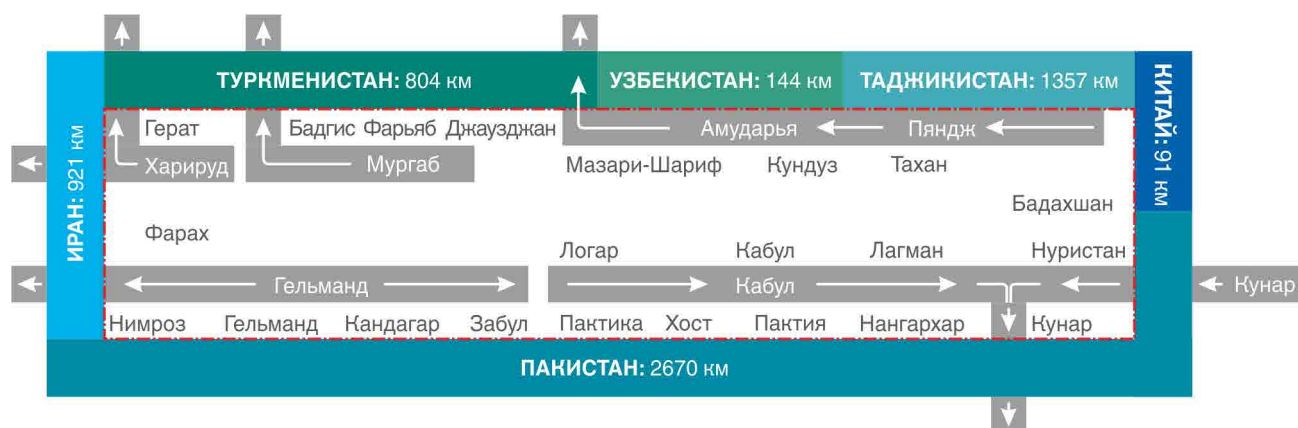 ТУРКМЕНИСТАН: 804 км УЗБЕКИСТАН: 144 км ТАДЖИКИСТАН: 1357 км
КИТАЙ: 91 км
ИРАН: 921 км
Герат Бадгис Фарьяб Джаузджан Амударья Пяндж
Харируд Мургаб Мазари-Шариф Кундуз Тахан
Бадахшан
Фарах
Логар Кабул Лагман Нуристан
Гельманд Кабул Кунар
Нимроз Гельманд Кандагар Забул Пактика Хост Пактия Нангархар Кунар
ПАКИСТАН: 2670 км